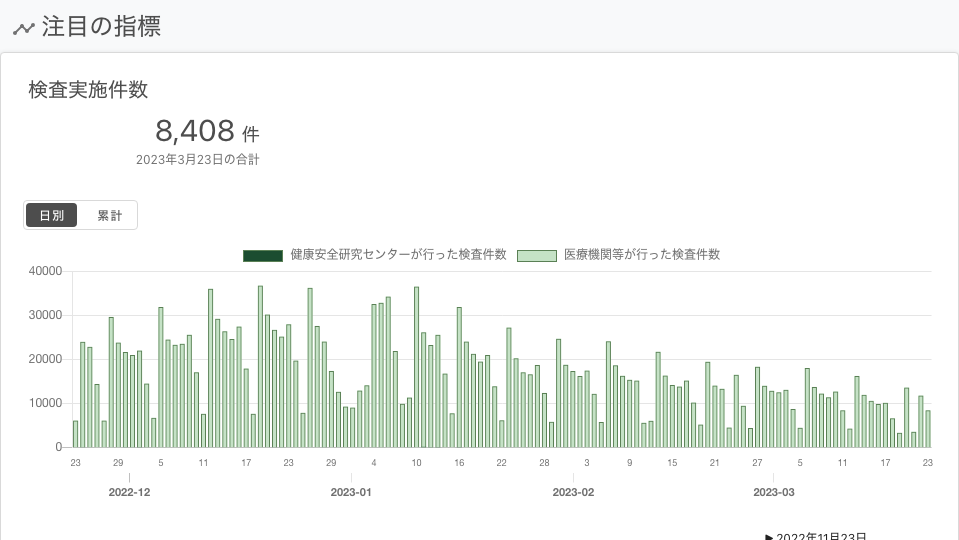 注目の指標
検査実施件数
8,408 件
2023年3月23日の合計
日別 累計
健康安全研究センターが行った検査件数 医療機関等が行った検査件数
40000
30000
20000
10000
0
23 29 5 11 17 23 29 4 10 16 22 28 3 9 15 21 27 5 11 17 23
2022-12 2023-01 2023-02 2023-03
▶2022年11月23日